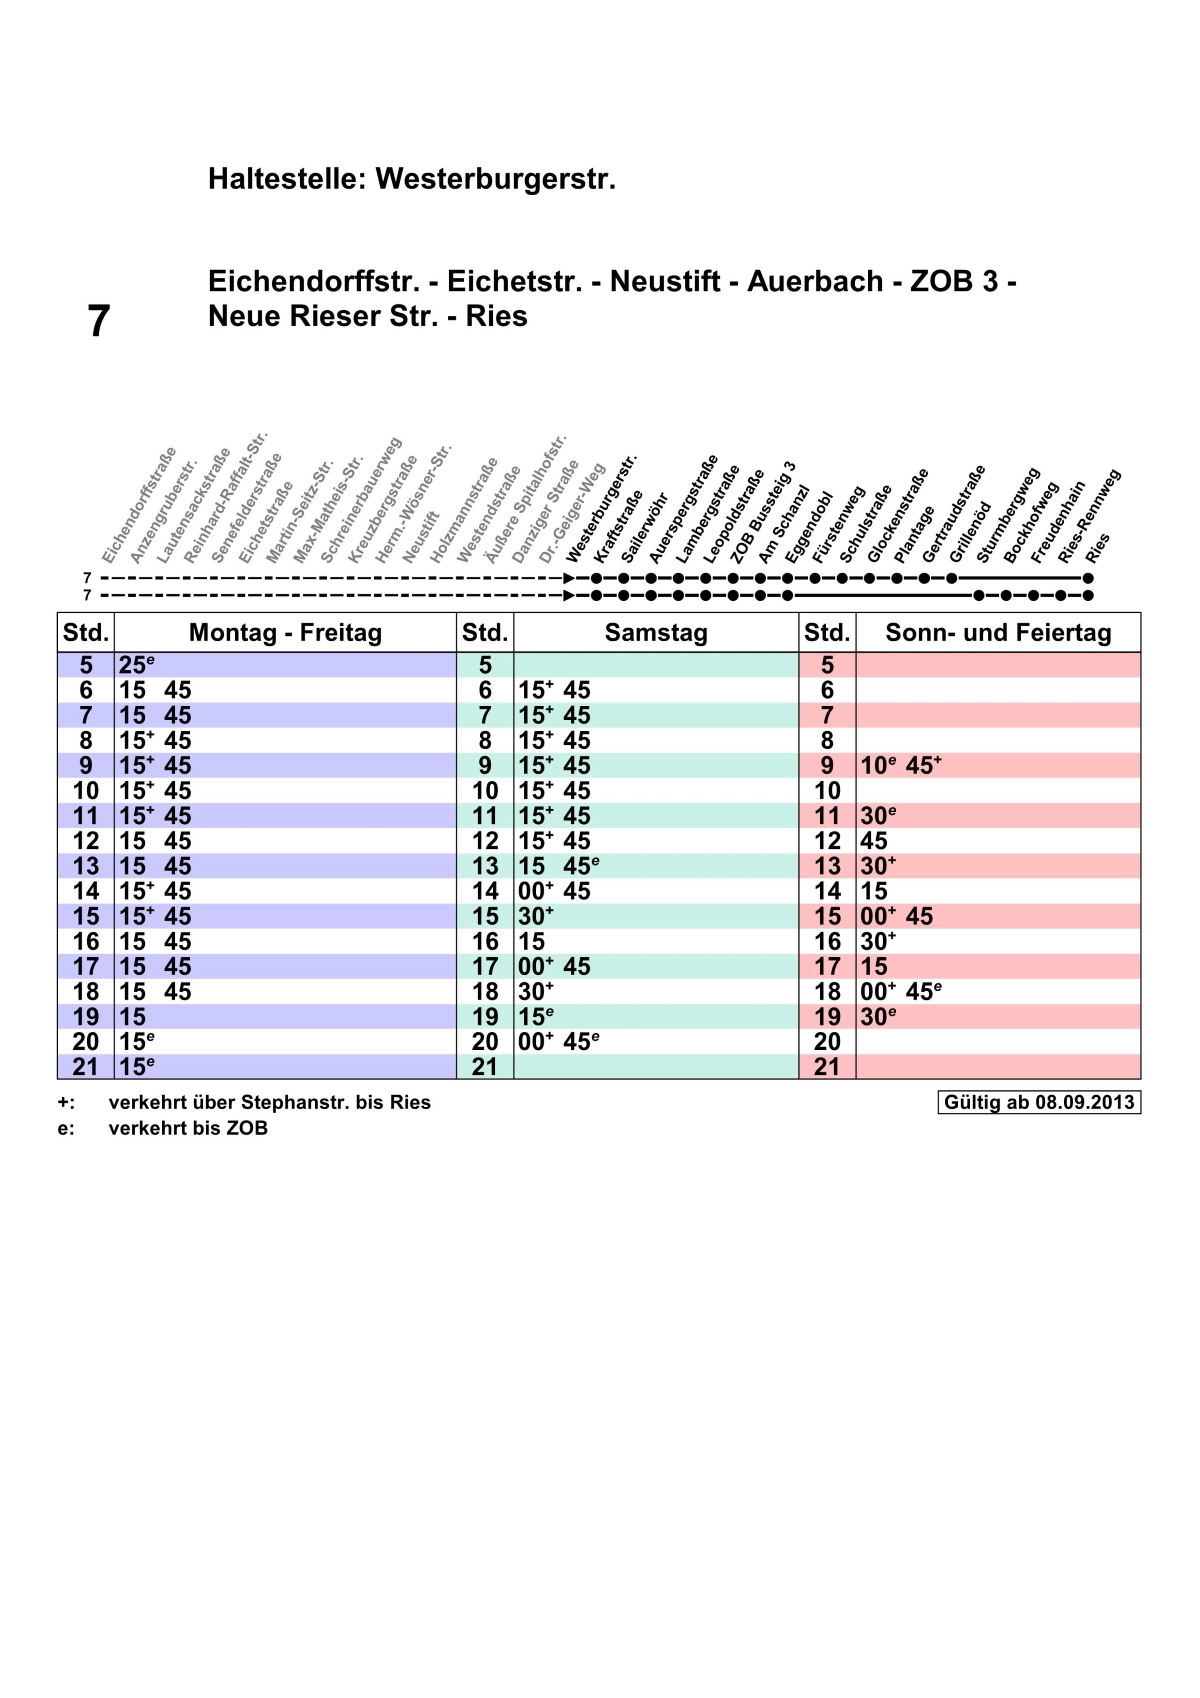 Haltestelle: Westerburgerstr.
7
Eichendorffstr. - Eichetstr. - Neustift - Auerbach - ZOB 3 -
Neue Rieser Str. - Ries
Eichendorffstraße
Anzengruberstr.
Lautensackstraße
Reinhard-Raffalt-Str.
Senefelderstraße
Eichetstraße
Martin-Seitz-Str.
Max-Matheis-Str.
Schreinerbauerweg
Kreuzbergstraße
Herm.-Wösner-Str.
Neustift
Holzmannstraße
Westendstraße
Äußere Spitalhofstr.
Danziger Straße
Dr.-Geiger-Weg
Westerburgerstr.
Kraftstraße
Sailerwöhr
Auerspergstraße
Lambergstraße
Leopoldstraße
ZOB Bussteig 3
Am Schanzl
Eggendobl
Fürstenweg
Schulstraße
Glockenstraße
Plantage
Gertraudstraße
Grillenöd
Sturmbergweg
Bockhofweg
Freudenhain
Ries-Rennweg
Ries
7
7
Std. Montag - Freitag Std. Samstag Std. Sonn- und Feiertag
5 25e 5 5
6 15 45 6 15+ 45 6
7 15 45 7 15+ 45 7
8 15+ 45 8 15+ 45 8
9 15+ 45 9 15+ 45 9 10e 45+
10 15+ 45 10 15+ 45 10
11 15+ 45 11 15+ 45 11 30e
12 15 45 12 15+ 45 12 45
13 15 45 13 15 45e 13 30+
14 15+ 45 14 00+ 45 14 15
15 15+ 45 15 30+ 15 00+ 45
16 15 45 16 15 16 30+
17 15 45 17 00+ 45 17 15
18 15 45 18 30+ 18 00+ 45e
19 15 19 15e 19 30e
20 15e 20 00+ 45e 20
21 15e 21 21
+: verkehrt über Stephanstr. bis Ries
Gültig ab 08.09.2013
e: verkehrt bis ZOB